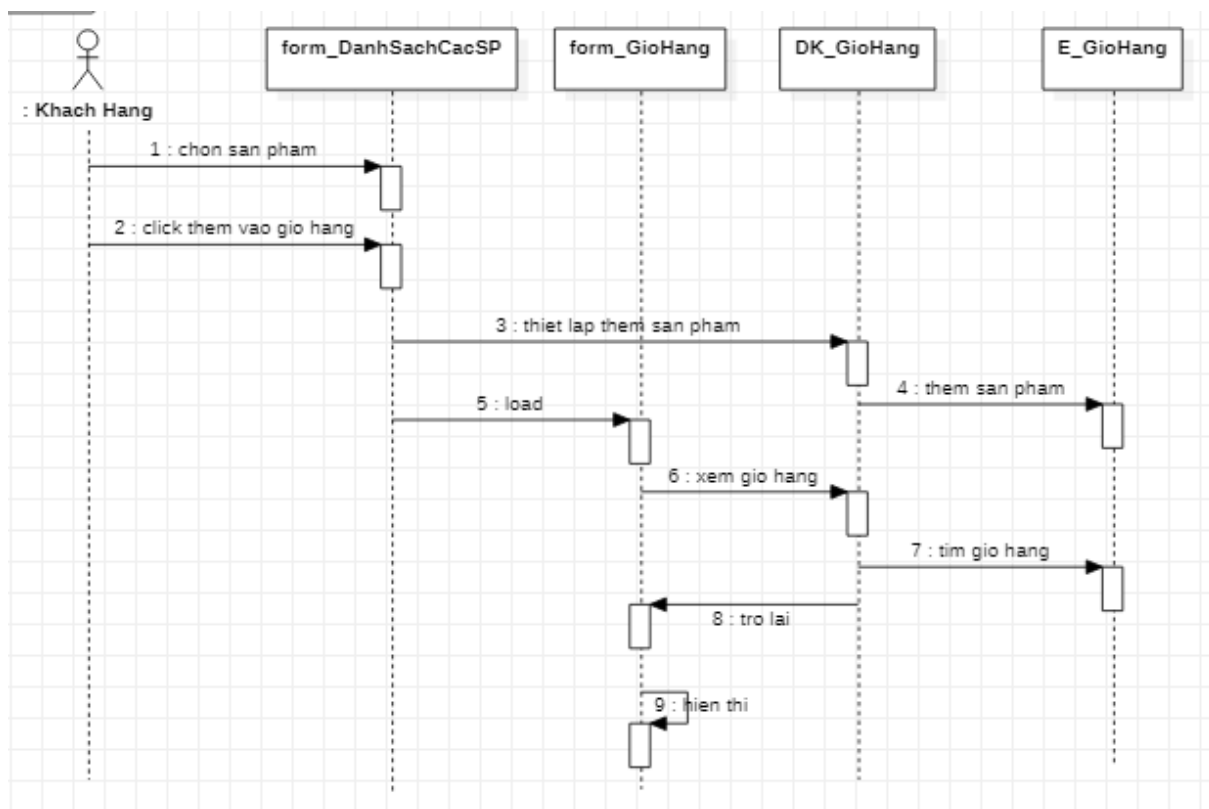 form_DanhSachCacSP
form_GioHang
DK_GioHang
E_GioHang
: Khach Hang
1 : chon san pham
2 : click them vao gio hang
3 : thiet lap them san pham
4 : them san pham
5 : load
6 : xem gio hang
7 : tim gio hang
8 : tro lai
9 : hien thi